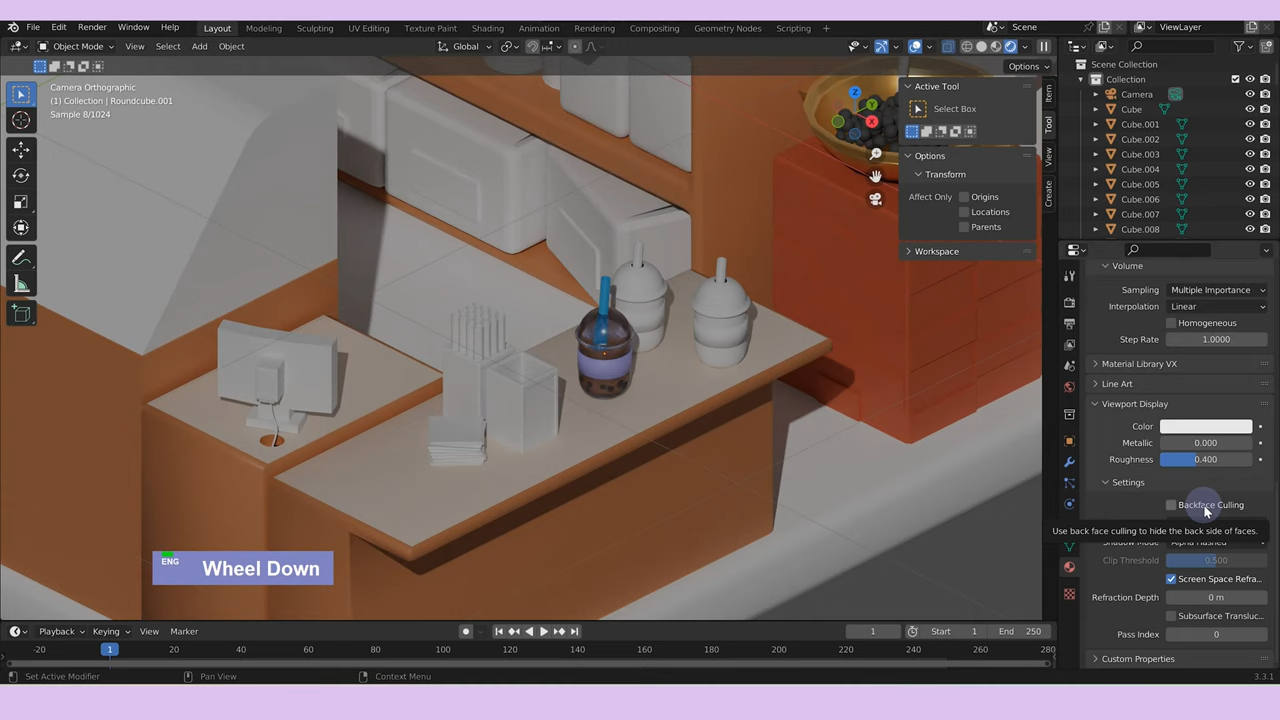 File Edit Render Window Help Layout Modeling Sculpting UV Editing Texture Paint Shading Animation Rendering Compositing Geometry Nodes Scripting + Scene ViewLayer
Object Mode View Select Add Object Global
Options
Camera Orthographic
(1) Collection | Roundcube.001
Sample 8/1024
Z
Y
X
Active Tool
Select Box
Options
Transform
Affect Only Origins
Locations
Parents
Workspace
Item
Tool
View
Create
Scene Collection
Collection
Camera
Cube
Cube.001
Cube.002
Cube.003
Cube.004
Cube.005
Cube.006
Cube.007
Cube.008
Volume
Sampling Multiple Importance
Interpolation Linear
Homogeneous
Step Rate 1.0000
Material Library VX
Line Art
Viewport Display
Color
Metallic 0.000
Roughness 0.400
Settings
Backface Culling
Use back face culling to hide the back side of faces.
Shadow Mode Alpha Hashed
Clip Threshold 0.500
Screen Space Refra...
Refraction Depth 0 m
Subsurface Transluc...
Pass Index 0
Custom Properties
ENG Wheel Down
Playback Keying View Marker 1 Start 1 End 250
-20 1 20 40 60 80 100 120 140 160 180 200 220 240 260 280
Set Active Modifier Pan View Context Menu 3.3.1